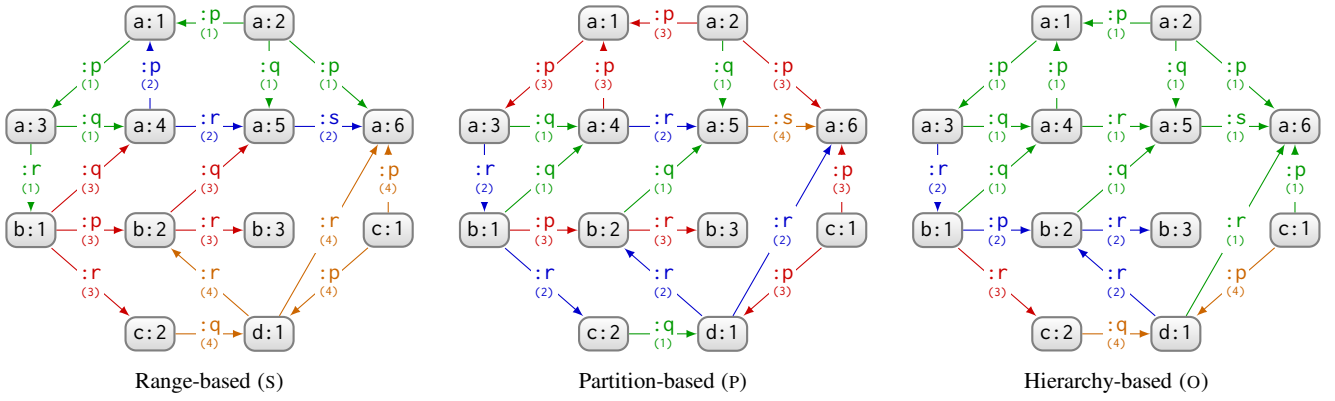 a:1 :p (1) a:2
:p (1) :p (2) :q (1) :p (1)
a:3 :q (1) a:4 :r (2) a:5 :s (2) a:6
:r (1) :q (3) :q (3) :p (4)
b:1 :p (3) b:2 :r (3) b:3 :r (4) c:1
:r (3) :r (4) :p (4)
c:2 :q (4) d:1
Range-based (S)
a:1 :p (3) a:2
:p (3) :p (3) :q (1) :p (3)
a:3 :q (1) a:4 :r (2) a:5 :s (4) a:6
:r (2) :q (1) :q (1) :p (3)
b:1 :p (3) b:2 :r (3) b:3 :r (2) c:1
:r (2) :r (2) :p (3)
c:2 :q (1) d:1
Partition-based (P)
a:1 :p (1) a:2
:p (1) :p (1) :q (1) :p (1)
a:3 :q (1) a:4 :r (1) a:5 :s (1) a:6
:r (2) :q (1) :q (1) :p (1)
b:1 :p (2) b:2 :r (2) b:3 :r (1) c:1
:r (3) :r (2) :p (4)
c:2 :q (4) d:1
Hierarchy-based (O)